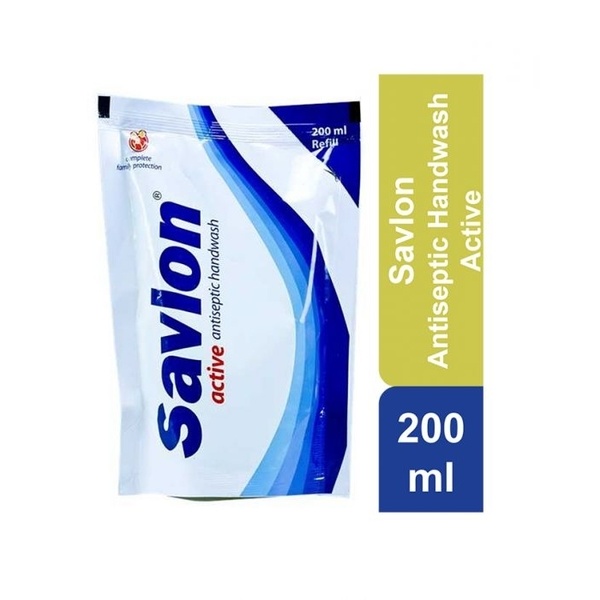 200 ml
Refill
complete
family protection
Savlon®
active antiseptic handwash
Savlon
Antiseptic Handwash
Active
200
ml